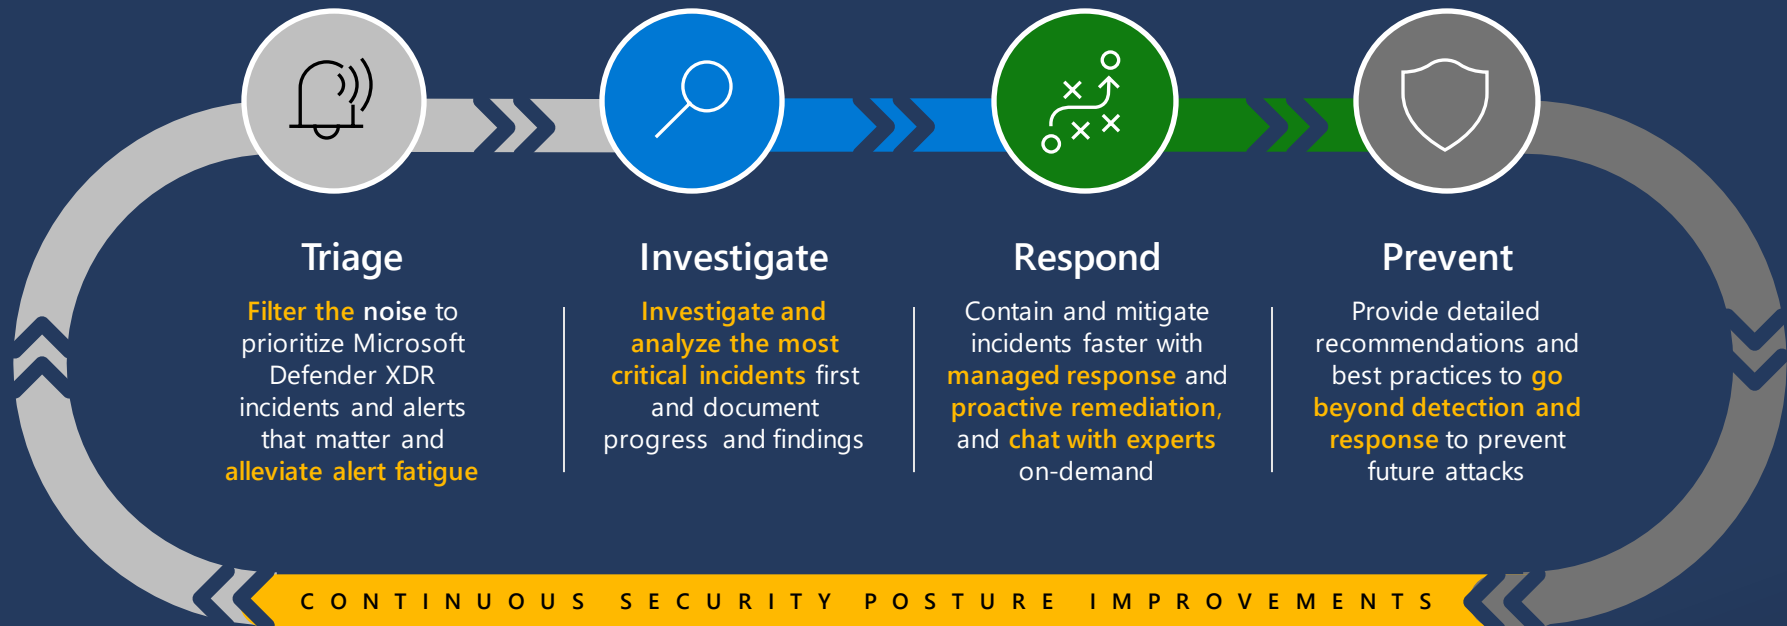 Triage
Filter the noise to
prioritize Microsoft
Defender XDR
incidents and alerts
that matter and
alleviate alert fatigue
Investigate
Investigate and
analyze the most
critical incidents first
and document
progress and findings
Respond
Contain and mitigate
incidents faster with
managed response and
proactive remediation,
and chat with experts
on-demand
Prevent
Provide detailed
recommendations and
best practices to go
beyond detection and
response to prevent
future attacks
CONTINUOUS SECURITY POSTURE IMPROVEMENTS